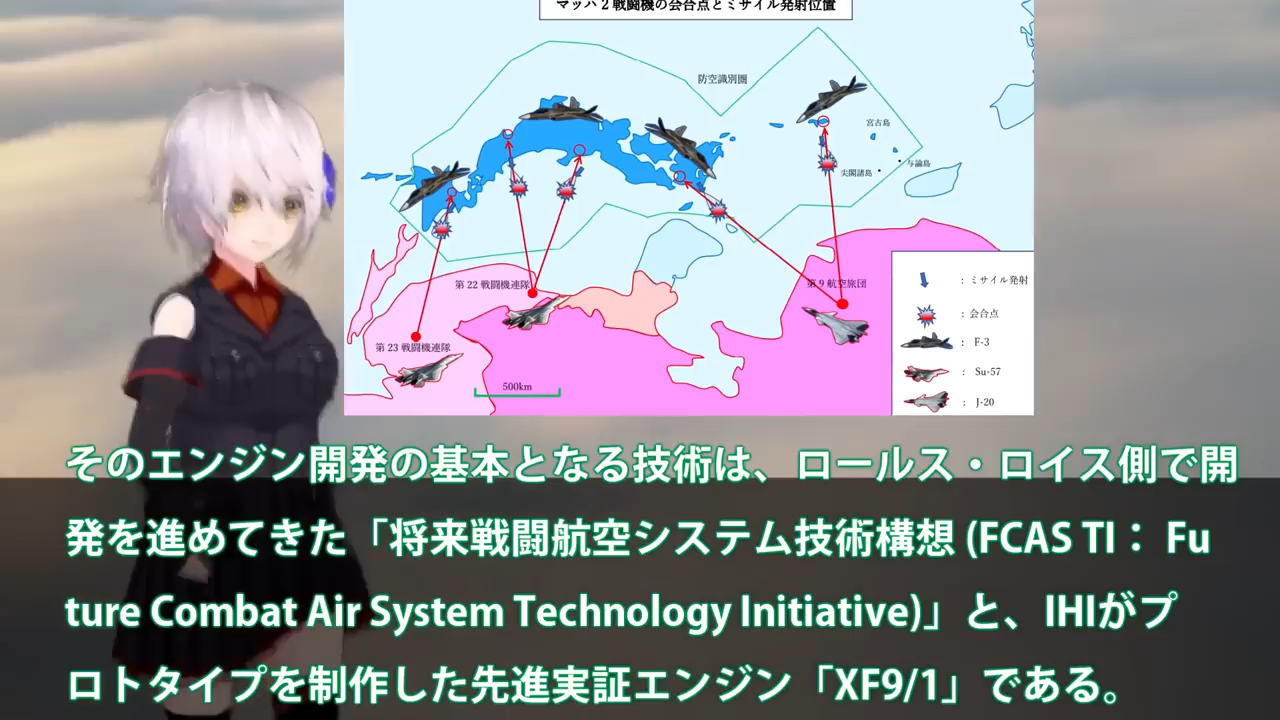 マッハ2戦闘機の会合点とミサイル発射位置
防空識別圏
宮古島
与論島
尖閣諸島
第22戦闘機連隊
第9航空旅団
第23戦闘機連隊
500km
：ミサイル発射
：会合点
： F-3
： Su-57
： J-20
そのエンジン開発の基本となる技術は、ロールス・ロイス側で開
発を進めてきた「将来戦闘航空システム技術構想 (FCAS TI： Fu
ture Combat Air System Technology Initiative)」と、IHIがプ
ロトタイプを制作した先進実証エンジン「XF9/1」である。